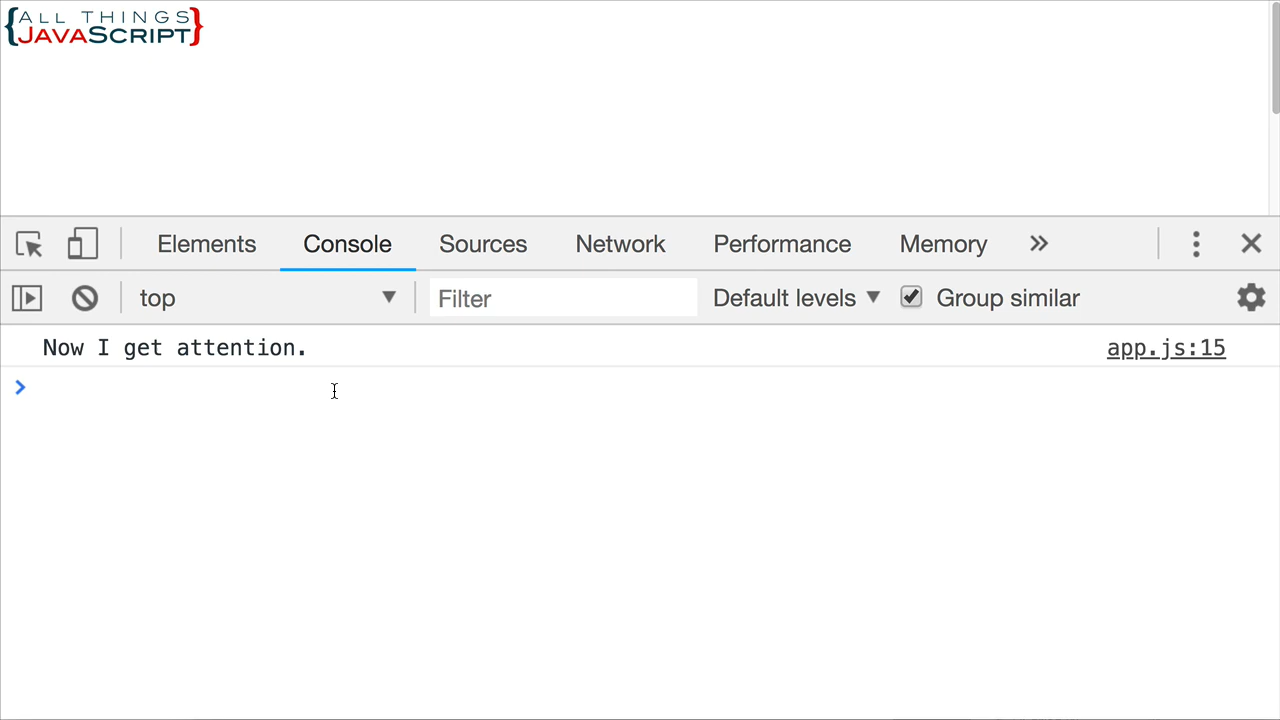 {ALL THINGS
JAVASCRIPT}
Elements Console Sources Network Performance Memory »
top Filter Default levels Group similar
Now I get attention. app.js:15
>